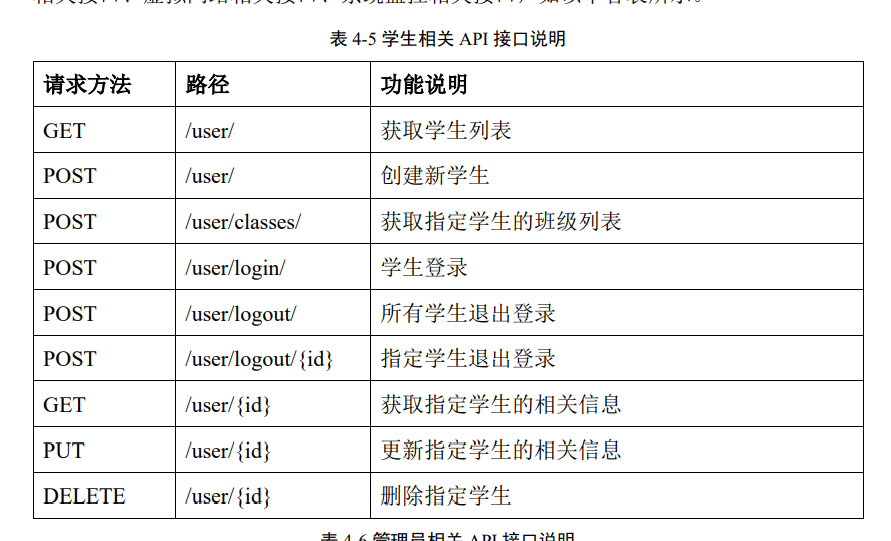 表 4-5 学生相关 API 接口说明
请求方法 路径 功能说明
GET /user/ 获取学生列表
POST /user/ 创建新学生
POST /user/classes/ 获取指定学生的班级列表
POST /user/login/ 学生登录
POST /user/logout/ 所有学生退出登录
POST /user/logout/{id} 指定学生退出登录
GET /user/{id} 获取指定学生的相关信息
PUT /user/{id} 更新指定学生的相关信息
DELETE /user/{id} 删除指定学生
表 4-6 管理员相关 API 接口说明